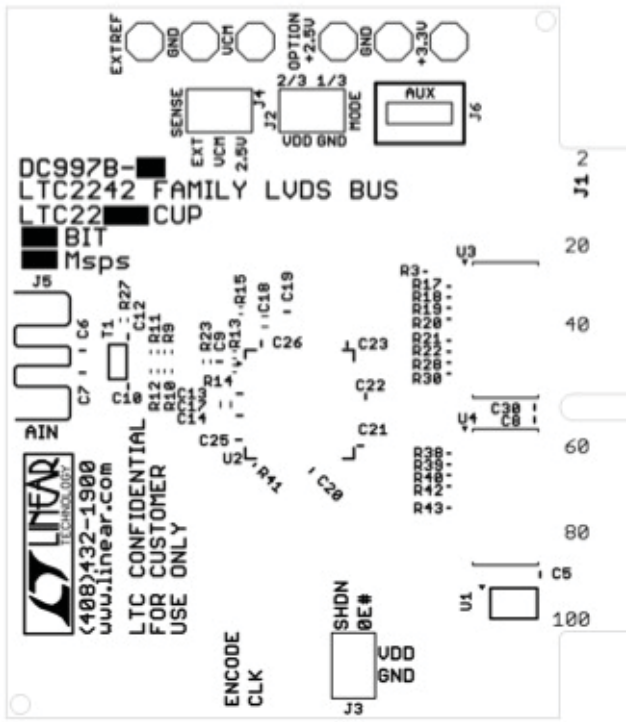 EXTREF
GND
VCM
OPTION
+2.5V
GND
+3.3V
SENSE
J4
EXT
VCM
2.5V
2/3 1/3
J2
MODE
VDD GND
AUX
J6
DC997B-
LTC2242 FAMILY LVDS BUS
LTC22 CUP
BIT
Msps
2
J1
20
40
60
80
100
J5
C6
C7
AIN
R27
C12
T1
C10
R11
R9
R12
R10
R23
C9
R13
R14
R15
C18
C19
C26
C23
C22
C21
C25
U2
R41
C20
R3
R17
R18
R19
R20
R21
R22
R28
R30
U3
C30
C8
U4
R38
R39
R40
R42
R43
C5
U1
LINEAR
TECHNOLOGY
(408)432-1900
www.linear.com
LTC CONFIDENTIAL
FOR CUSTOMER
USE ONLY
ENCODE
CLK
SHDN
OE#
VDD
GND
J3